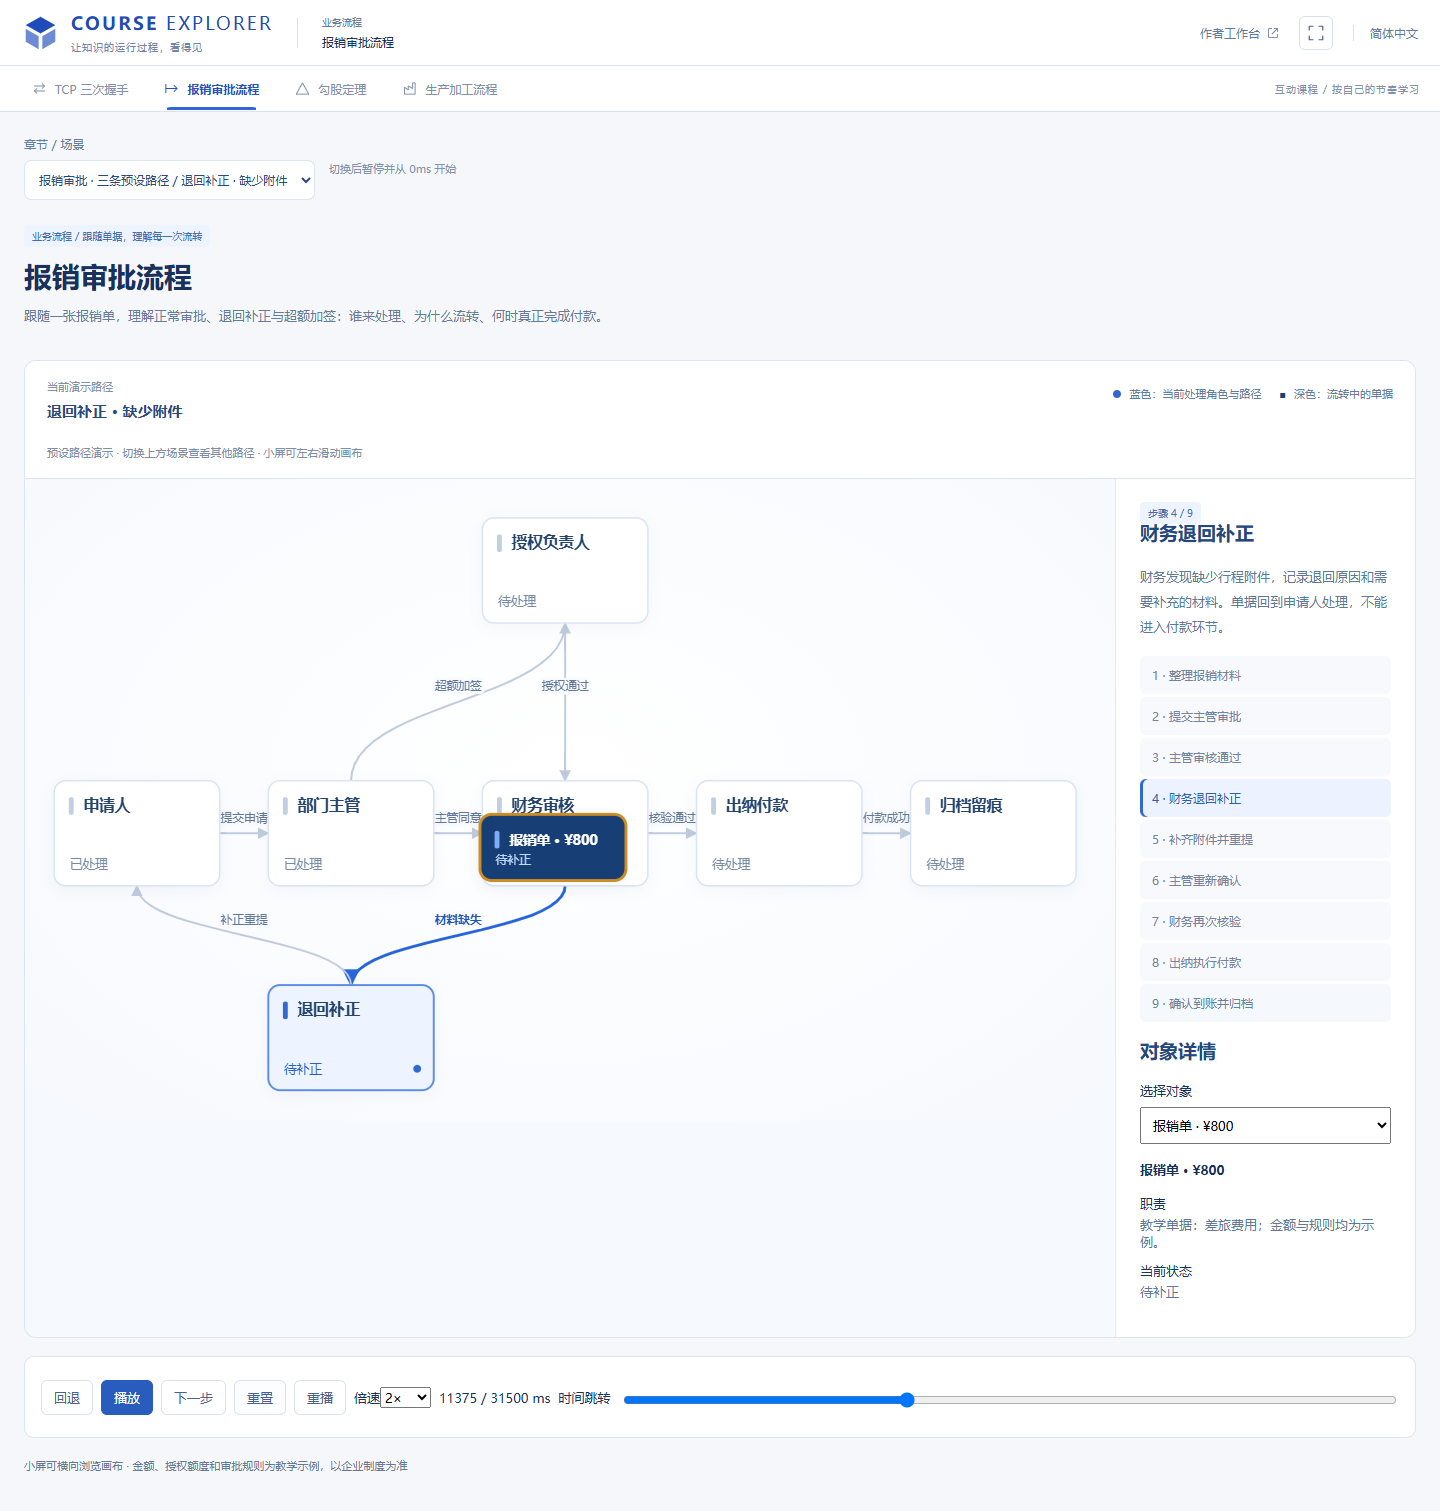 COURSE EXPLORER
让知识的运行过程，看得见
业务流程
报销审批流程
作者工作台
简体中文
TCP 三次握手
报销审批流程
勾股定理
生产加工流程
互动课程 / 按自己的节奏学习
章节 / 场景
报销审批 · 三条预设路径 / 退回补正 · 缺少附件
切换后暂停并从 0ms 开始
业务流程 / 跟随单据，理解每一次流转
报销审批流程
跟随一张报销单，理解正常审批、退回补正与超额加签：谁来处理、为什么流转、何时真正完成付款。
当前演示路径
退回补正 • 缺少附件
预设路径演示 · 切换上方场景查看其他路径 · 小屏可左右滑动画布
蓝色：当前处理角色与路径
深色：流转中的单据
授权负责人
待处理
超额加签
授权通过
申请人
已处理
提交申请
部门主管
已处理
主管同意
财务审核
报销单 • ¥800
待补正
核验通过
出纳付款
待处理
付款成功
归档留痕
待处理
补正重提
材料缺失
退回补正
待补正
步骤 4 / 9
财务退回补正
财务发现缺少行程附件，记录退回原因和需
要补充的材料。单据回到申请人处理，不能
进入付款环节。
1 · 整理报销材料
2 · 提交主管审批
3 · 主管审核通过
4 · 财务退回补正
5 · 补齐附件并重提
6 · 主管重新确认
7 · 财务再次核验
8 · 出纳执行付款
9 · 确认到账并归档
对象详情
选择对象
报销单 · ¥800
报销单 • ¥800
职责
教学单据：差旅费用；金额与规则均为示
例。
当前状态
待补正
回退
播放
下一步
重置
重播
倍速 2×
11375 / 31500 ms
时间跳转
小屏可横向浏览画布 · 金额、授权额度和审批规则为教学示例，以企业制度为准